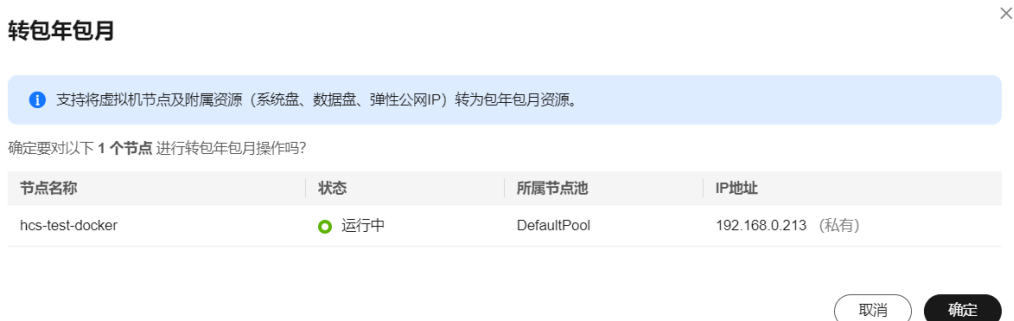 转包年包月
支持将虚拟机节点及附属资源（系统盘、数据盘、弹性公网IP）转为包年包月资源。
确定要对以下 1 个节点 进行转包年包月操作吗？
节点名称 状态 所属节点池 IP地址
hcs-test-docker 运行中 DefaultPool 192.168.0.213 （私有）
取消 确定